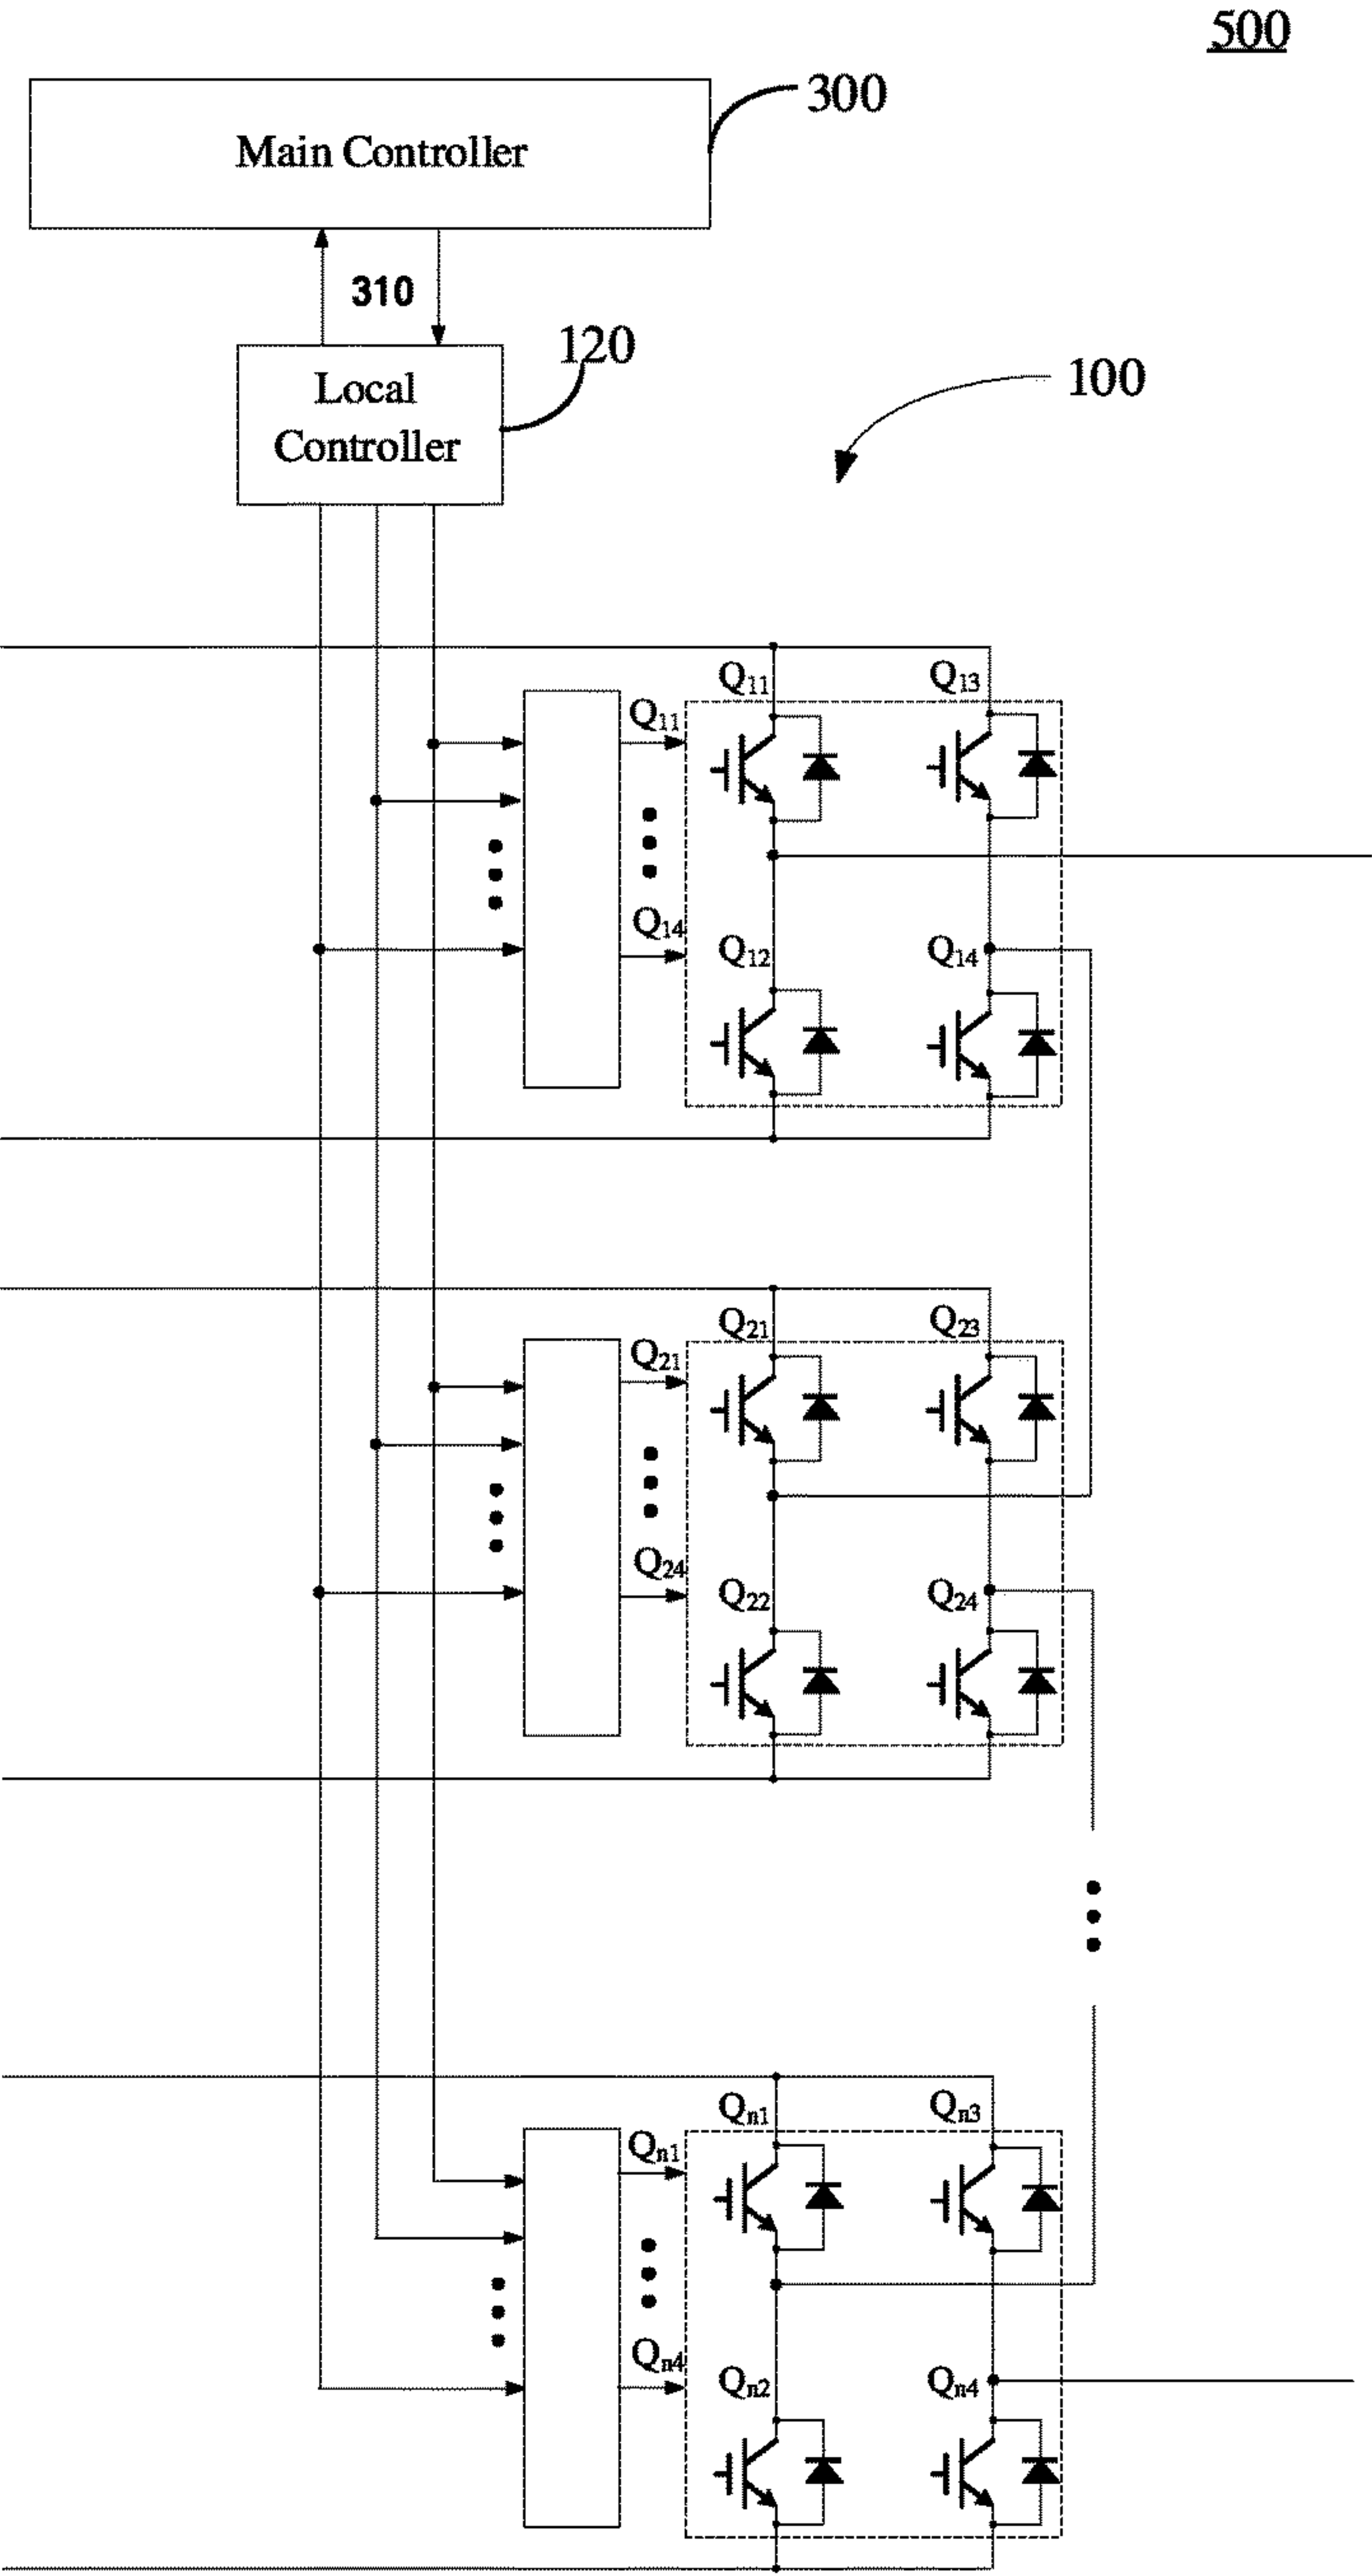 500
300
Main Controller
310
120
Local
Controller
100
Q11
Q13
Q11
Q14
Q12
Q14
Q21
Q23
Q21
Q24
Q22
Q24
Qn1
Qn3
Qn1
Qn4
Qn2
Qn4